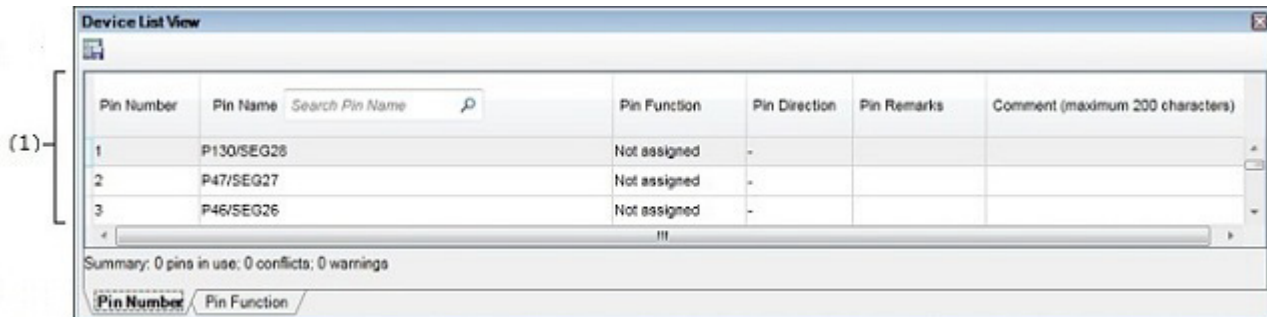 Device List View
Pin Number Pin Name Search Pin Name Pin Function Pin Direction Pin Remarks Comment (maximum 200 characters)
(1)
1 P130/SEG28 Not assigned -
2 P47/SEG27 Not assigned -
3 P46/SEG26 Not assigned -
Summary: 0 pins in use; 0 conflicts; 0 warnings
Pin Number Pin Function